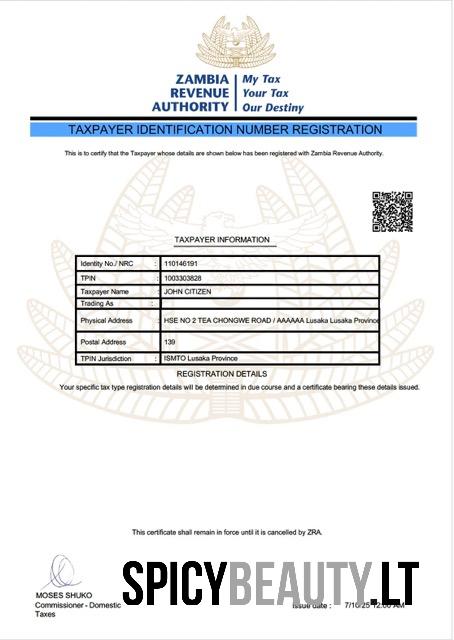 ZAMBIA
REVENUE
AUTHORITY
My Tax
Your Tax
Our Destiny
TAXPAYER IDENTIFICATION NUMBER REGISTRATION
This is to certify that the Taxpayer whose details are shown below has been registered with Zambia Revenue Authority.
TAXPAYER INFORMATION
Identity No./ NRC : 110146191
TPIN : 1003303828
Taxpayer Name : JOHN CITIZEN
Trading As :
Physical Address : HSE NO 2 TEA CHONGWE ROAD / AAAAAA Lusaka Lusaka Province
Postal Address : 139
TPIN Jurisdiction : ISMTO Lusaka Province
REGISTRATION DETAILS
Your specific tax type registration details will be determined in due course and a certificate bearing these details issued.
This certificate shall remain in force until it is cancelled by ZRA.
MOSES SHUKO
Commissioner - Domestic
Taxes
SPICYBEAUTY.LT
Issue date : 7/10/25 12:00 AM